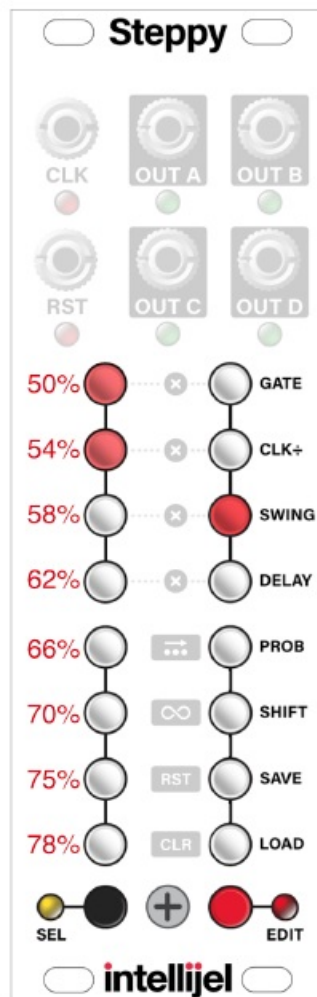 Steppy
CLK OUT A OUT B
RST OUT C OUT D
50% GATE
54% CLK÷
58% SWING
62% DELAY
66% PROB
70% SHIFT
75% RST SAVE
78% CLR LOAD
SEL EDIT
intellijel